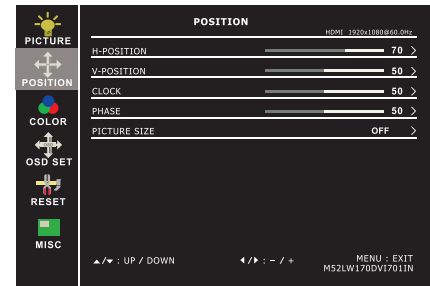 PICTURE
POSITION
COLOR
OSD
OSD SET
RESET
MISC
POSITION
HDMI 1920x1080@60.0Hz
H-POSITION 70 >
V-POSITION 50 >
CLOCK 50 >
PHASE 50 >
PICTURE SIZE OFF >
▲/▼ : UP / DOWN ◀/▶ : – / + MENU : EXIT
M52LW170DVI701IN